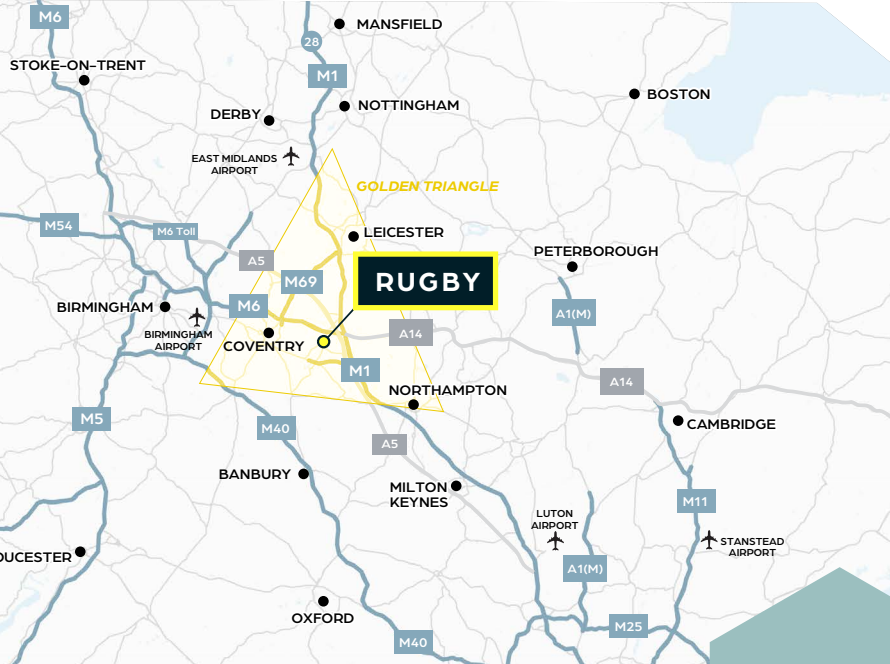 M6
MANSFIELD
28
STOKE-ON-TRENT
M1
BOSTON
NOTTINGHAM
DERBY
EAST MIDLANDS
AIRPORT
GOLDEN TRIANGLE
M54
M6 Toll
LEICESTER
A5
PETERBOROUGH
M69
RUGBY
BIRMINGHAM
M6
A1(M)
BIRMINGHAM
AIRPORT
A14
COVENTRY
M1
A14
NORTHAMPTON
M5
M40
CAMBRIDGE
A5
BANBURY
MILTON
KEYNES
M11
LUTON
AIRPORT
STANSTEAD
AIRPORT
OUCESTER
A1(M)
OXFORD
M25
M40